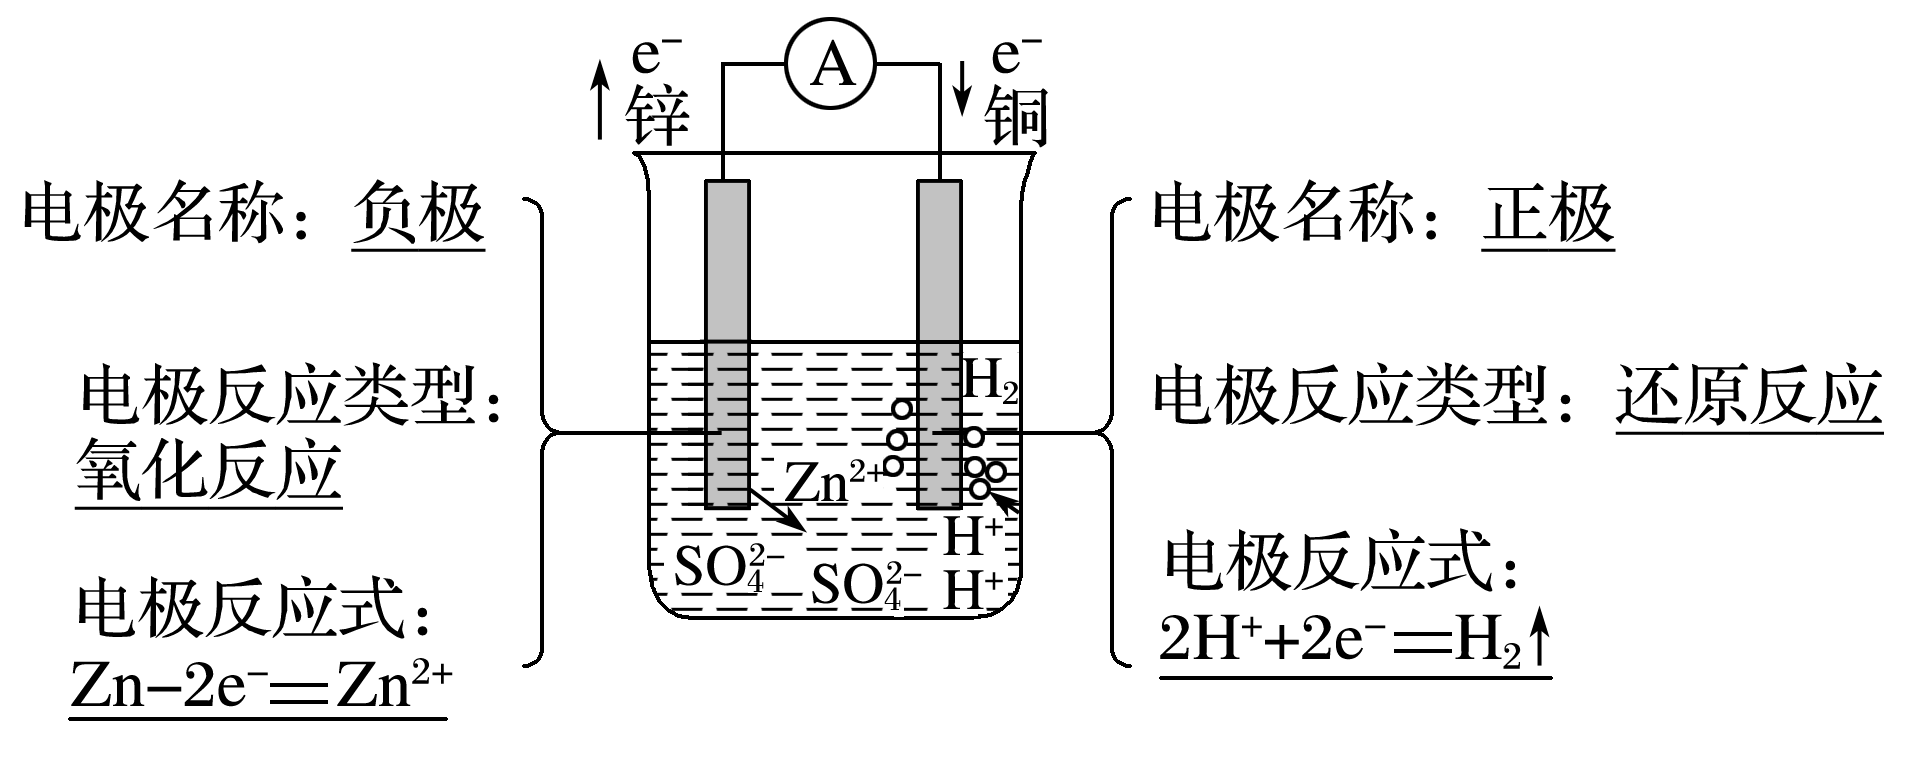 e⁻
锌
A
e⁻
铜
电极名称：负极
电极反应类型：
氧化反应
电极反应式：
Zn−2e⁻══Zn²⁺
H₂
Zn²⁺
H⁺
SO₄²⁻
SO₄²⁻
H⁺
电极名称：正极
电极反应类型：还原反应
电极反应式：
2H⁺+2e⁻══H₂↑